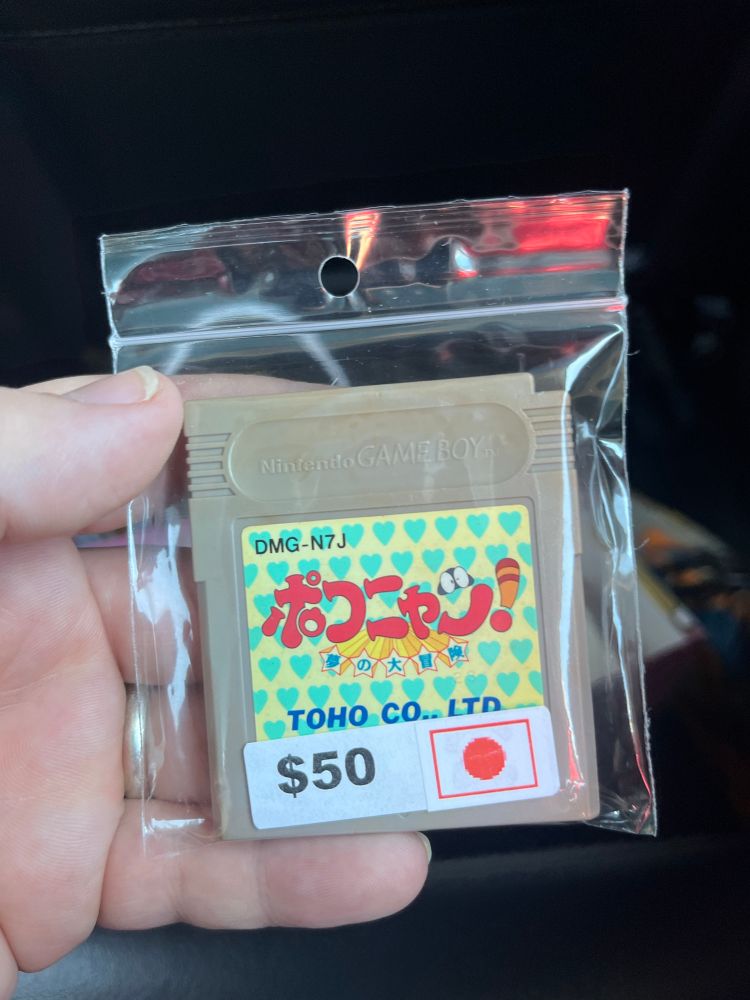 Nintendo GAME BOY TM
DMG-N7J
ポコニャン!
夢の大冒険
TOHO CO., LTD
$50